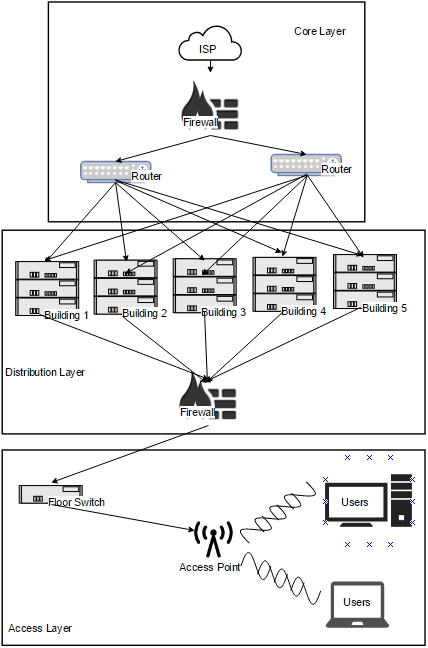 Core Layer
ISP
Firewall
Router
Router
Building 1
Building 2
Building 3
Building 4
Building 5
Distribution Layer
Firewall
Floor Switch
Users
Access Point
Users
Access Layer